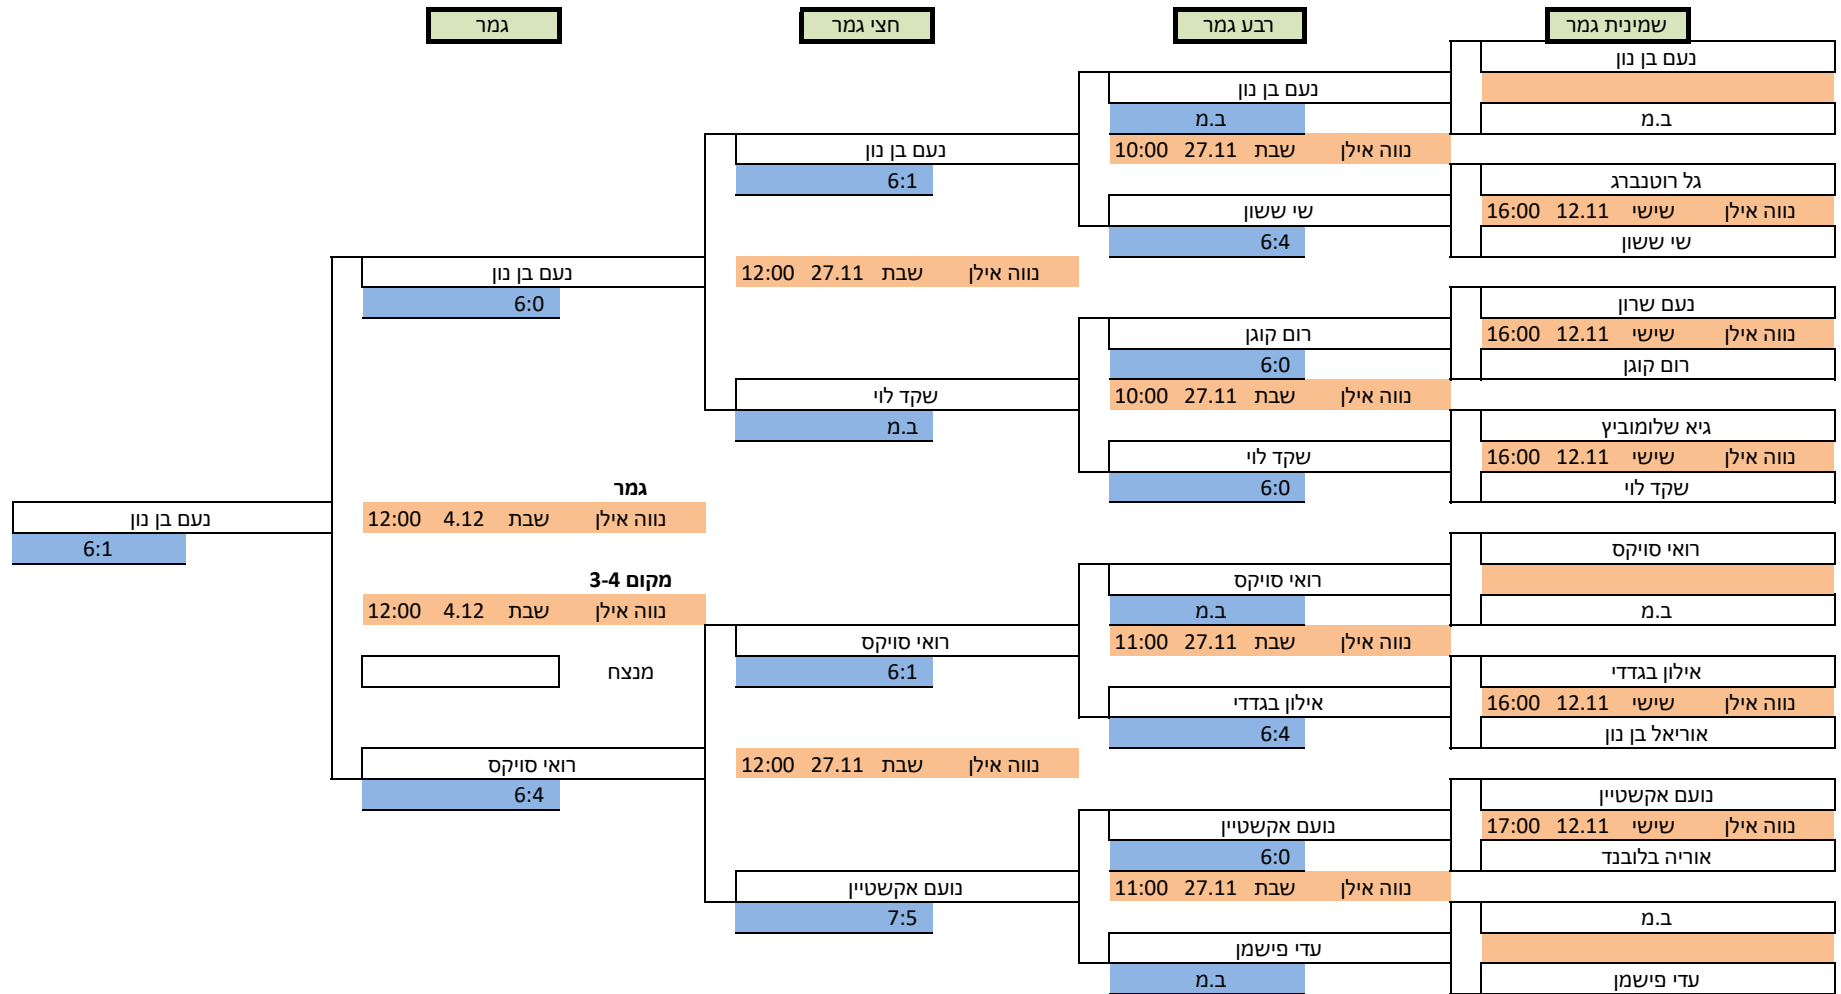 שמינית גמר
רבע גמר
חצי גמר
גמר
נעם בן נון
ב.מ
גל רוטנברג
נווה אילן שישי 12.11 16:00
שי ששון
נעם שרון
נווה אילן שישי 12.11 16:00
רום קוגן
גיא שלומוביץ
נווה אילן שישי 12.11 16:00
שקד לוי
רואי סויקס
ב.מ
אילון בגדדי
נווה אילן שישי 12.11 16:00
אוריאל בן נון
נועם אקשטיין
נווה אילן שישי 12.11 17:00
אוריה בלובנד
ב.מ
עדי פישמן
נעם בן נון
ב.מ
נווה אילן שבת 27.11 10:00
שי ששון
6:4
רום קוגן
6:0
נווה אילן שבת 27.11 10:00
שקד לוי
6:0
רואי סויקס
ב.מ
נווה אילן שבת 27.11 11:00
אילון בגדדי
6:4
נועם אקשטיין
6:0
נווה אילן שבת 27.11 11:00
עדי פישמן
ב.מ
נעם בן נון
6:1
נווה אילן שבת 27.11 12:00
שקד לוי
ב.מ
רואי סויקס
6:1
נווה אילן שבת 27.11 12:00
נועם אקשטיין
7:5
נעם בן נון
6:0
גמר
נווה אילן שבת 4.12 12:00
מקום 3-4
נווה אילן שבת 4.12 12:00
מנצח
רואי סויקס
6:4
נעם בן נון
6:1